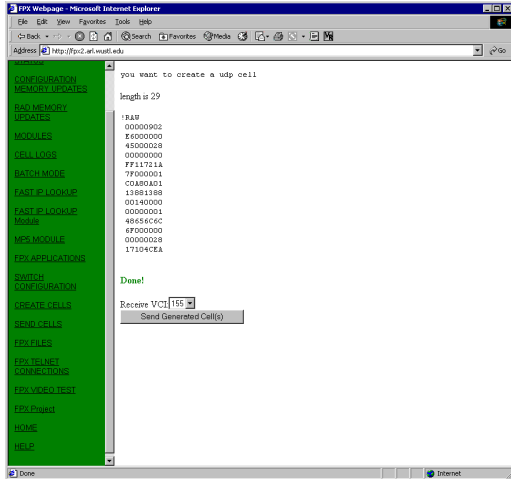 FPX Webpage - Microsoft Internet Explorer
File Edit View Favorites Tools Help
Back Search Favorites Media
Address http://fpx2.arl.wustl.edu Go
STATUS
CONFIGURATION
MEMORY UPDATES
RAD MEMORY
UPDATES
MODULES
CELL LOGS
BATCH MODE
FAST IP LOOKUP
FAST IP LOOKUP
Module
MP5 MODULE
FPX APPLICATIONS
SWITCH
CONFIGURATION
CREATE CELLS
SEND CELLS
FPX FILES
FPX TELNET
CONNECTIONS
FPX VIDEO TEST
FPX Project
HOME
HELP
you want to create a udp cell
length is 29
!RAW
00000902
E6000000
45000028
00000000
FF11721A
7F000001
C0A80A01
13881388
00140000
00000001
48656C6C
6F000000
00000028
17104CEA
Done!
Receive VCI: 155
Send Generated Cell(s)
Done Internet